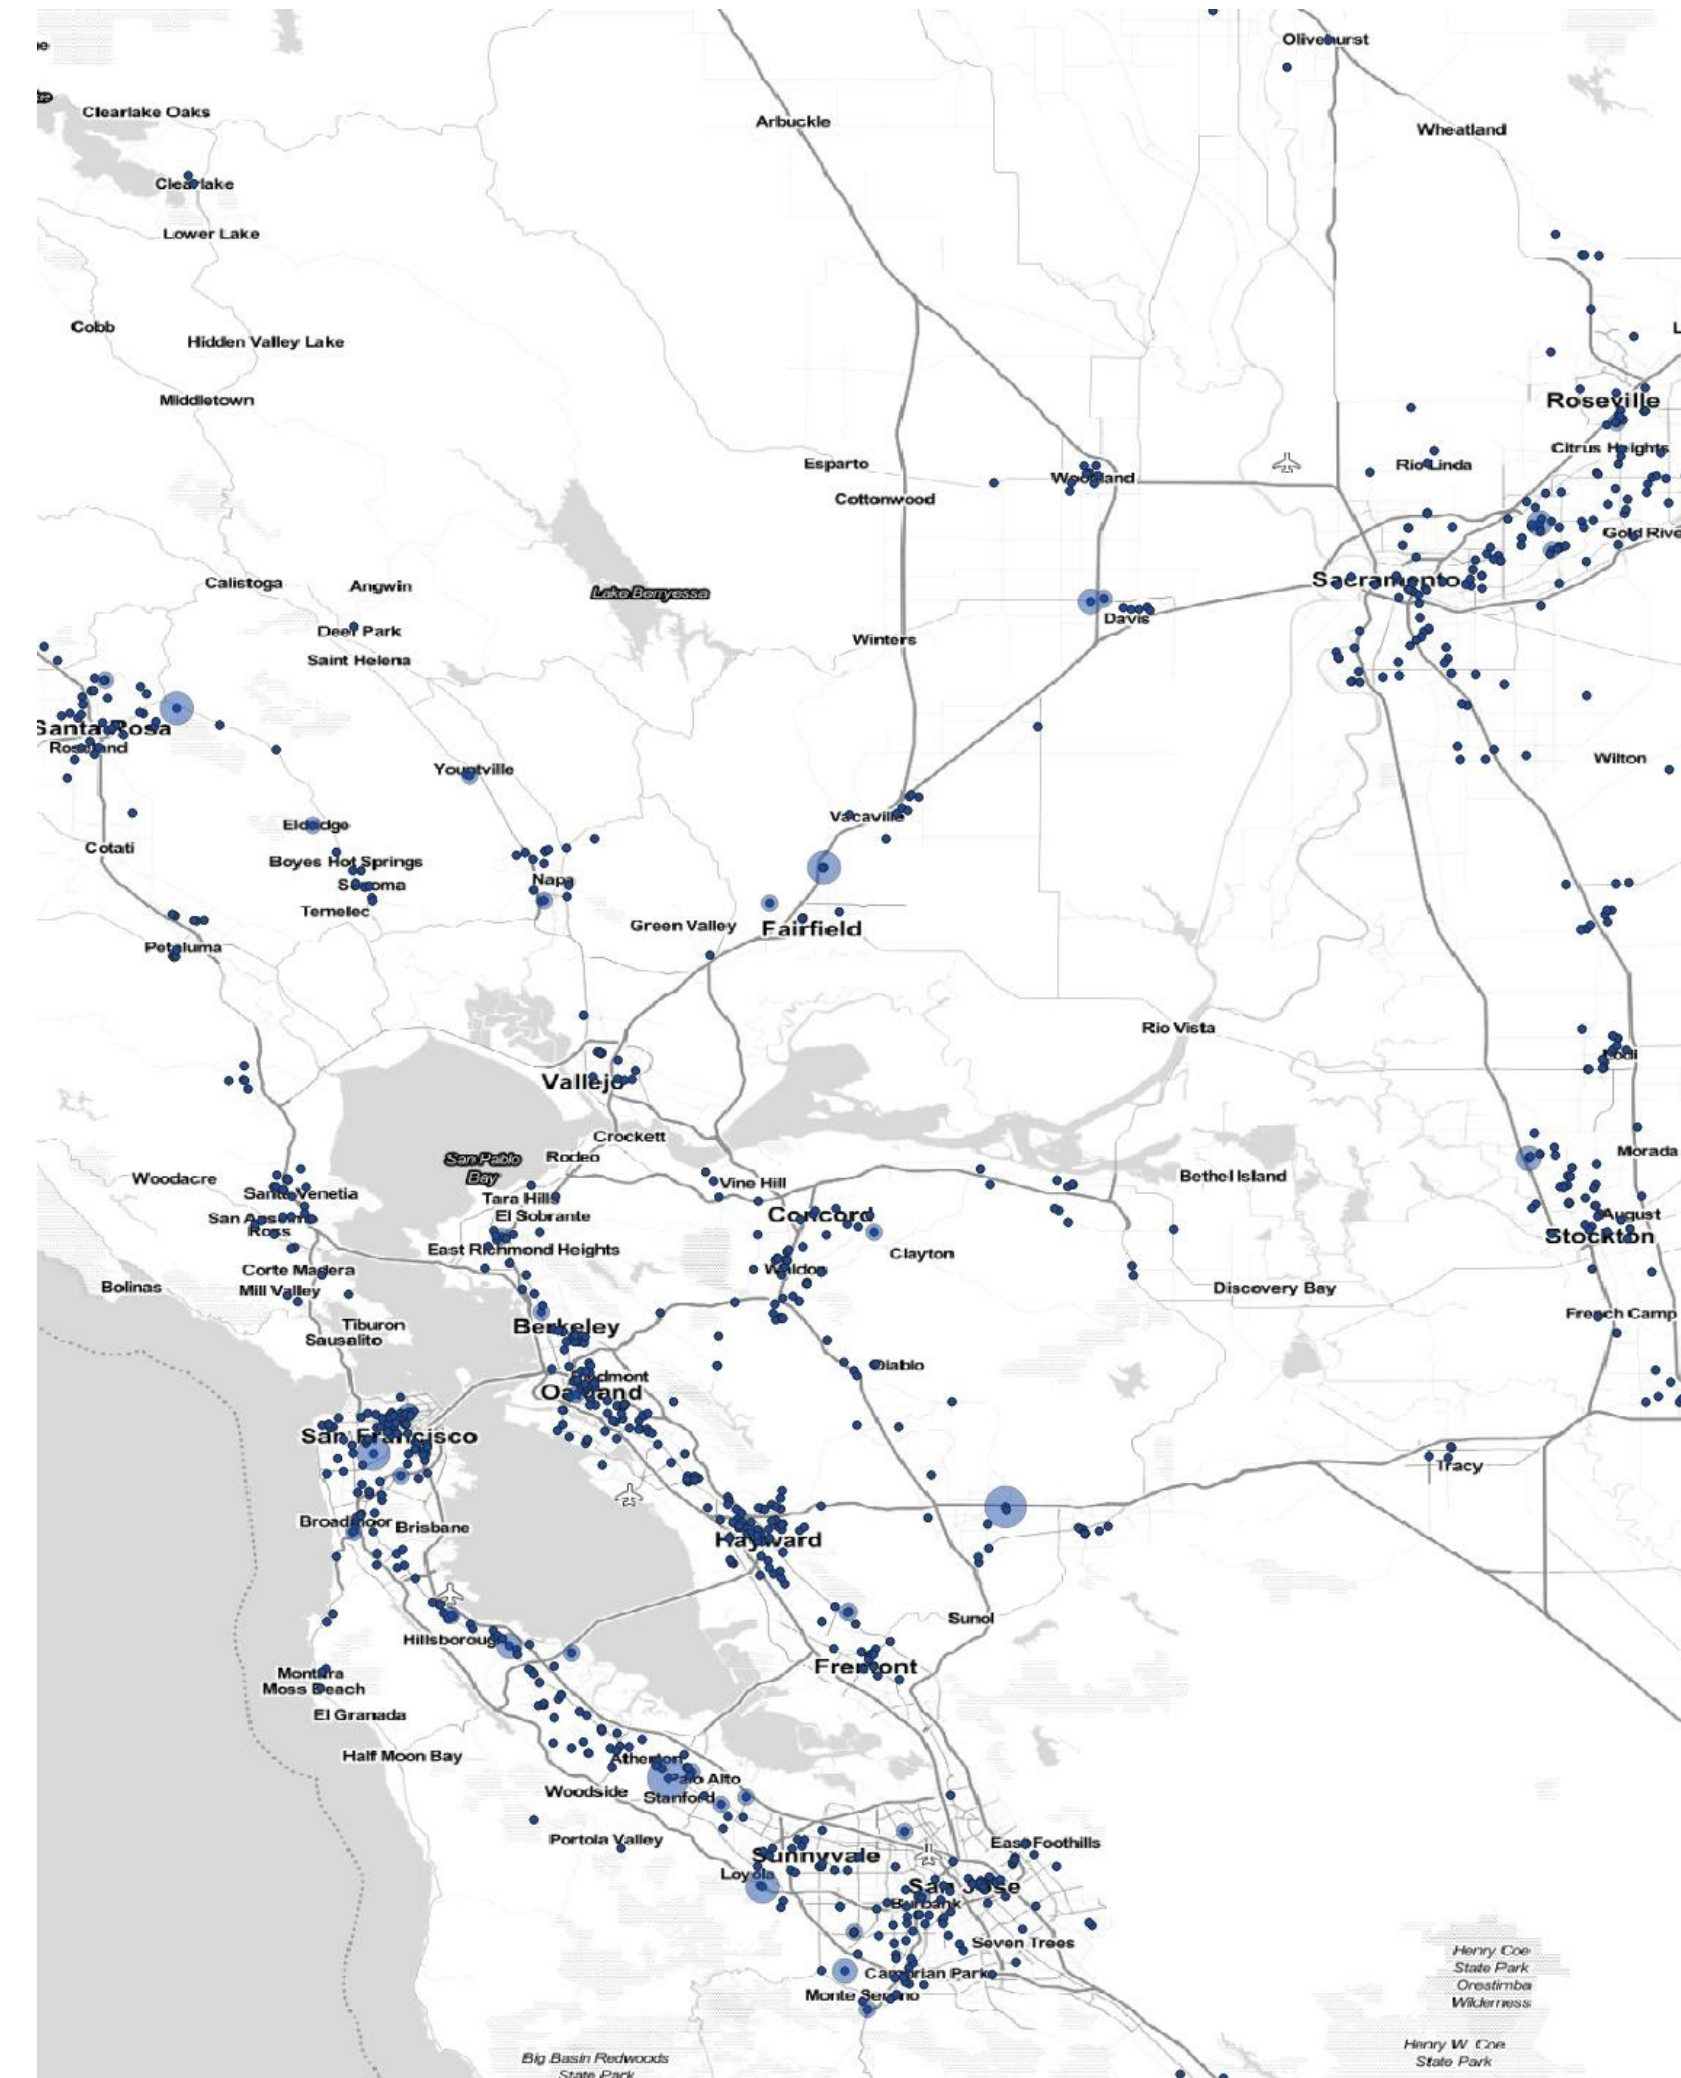 Olivehurst
Clearlake Oaks
Arbuckle
Wheatland
Clearlake
Lower Lake
Cobb
Hidden Valley Lake
Middletown
Roseville
Citrus Heights
Esparto
Woodland
Rio Linda
Cottonwood
Gold Rive
Calistoga
Angwin
Lake Berryessa
Sacramento
Deer Park
Davis
Winters
Saint Helena
Santa Rosa
Roseland
Wilton
Yountville
Vacaville
Eldridge
Cotati
Boyes Hot Springs
Sonoma
Napa
Temelec
Green Valley
Fairfield
Petaluma
Rio Vista
Lodi
Vallejo
Crockett
San Pablo
Bay
Rodeo
Morada
Woodacre
Santa Venetia
Tara Hills
Vine Hill
Bethel Island
San Anselmo
Ross
El Sobrante
Concord
August
Stockton
East Richmond Heights
Clayton
Corte Madera
Waldon
Bolinas
Mill Valley
Discovery Bay
French Camp
Tiburon
Sausalito
Berkeley
Piedmont
Diablo
Oakland
San Francisco
Tracy
Broadmoor
Brisbane
Hayward
Sunol
Hillsborough
Fremont
Montara
Moss Beach
El Granada
Half Moon Bay
Atherton
Palo Alto
Woodside
Stanford
Portola Valley
East Foothills
Sunnyvale
Loyola
San Jose
Burbank
Seven Trees
Henry Coe
State Park
Orestimba
Wilderness
Cambrian Park
Monte Sereno
Henry W. Coe
State Park
Big Basin Redwoods
State Park